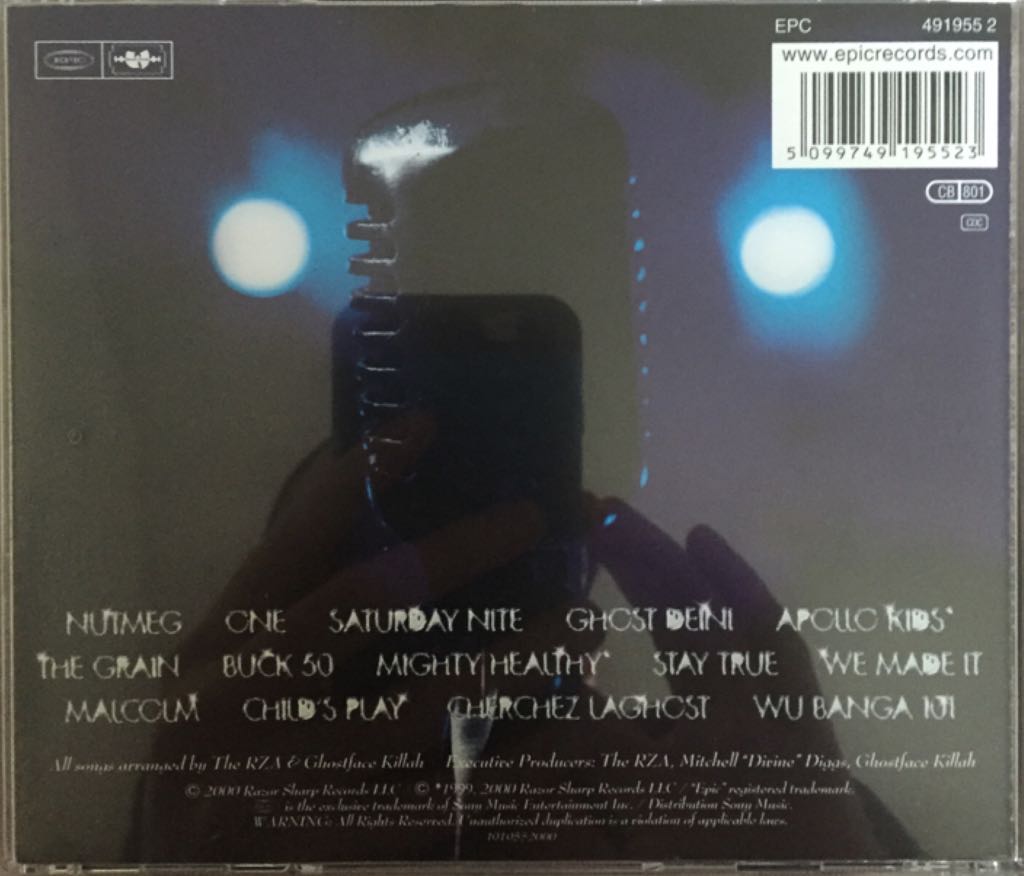 EPC 491955 2
www.epicrecords.com
5 099749 195523
CB 801
NUTMEG ONE SATURDAY NITE GHOST DEINI APOLLO KIDS*
THE GRAIN BUCK 50 MIGHTY HEALTHY* STAY TRUE WE MADE IT
MALCOLM CHILD'S PLAY CHERCHEZ LAGHOST WU BANGA 101
All songs arranged by The RZA & Ghostface Killah Executive Producers: The RZA, Mitchell "Divine" Diggs, Ghostface Killah
© 2000 Razor Sharp Records LLC ℗ *1999, 2000 Razor Sharp Records LLC / "Epic" registered trademark.
is the exclusive trademark of Sony Music Entertainment Inc. / Distribution Sony Music.
WARNING: All Rights Reserved. Unauthorized duplication is a violation of applicable laws.